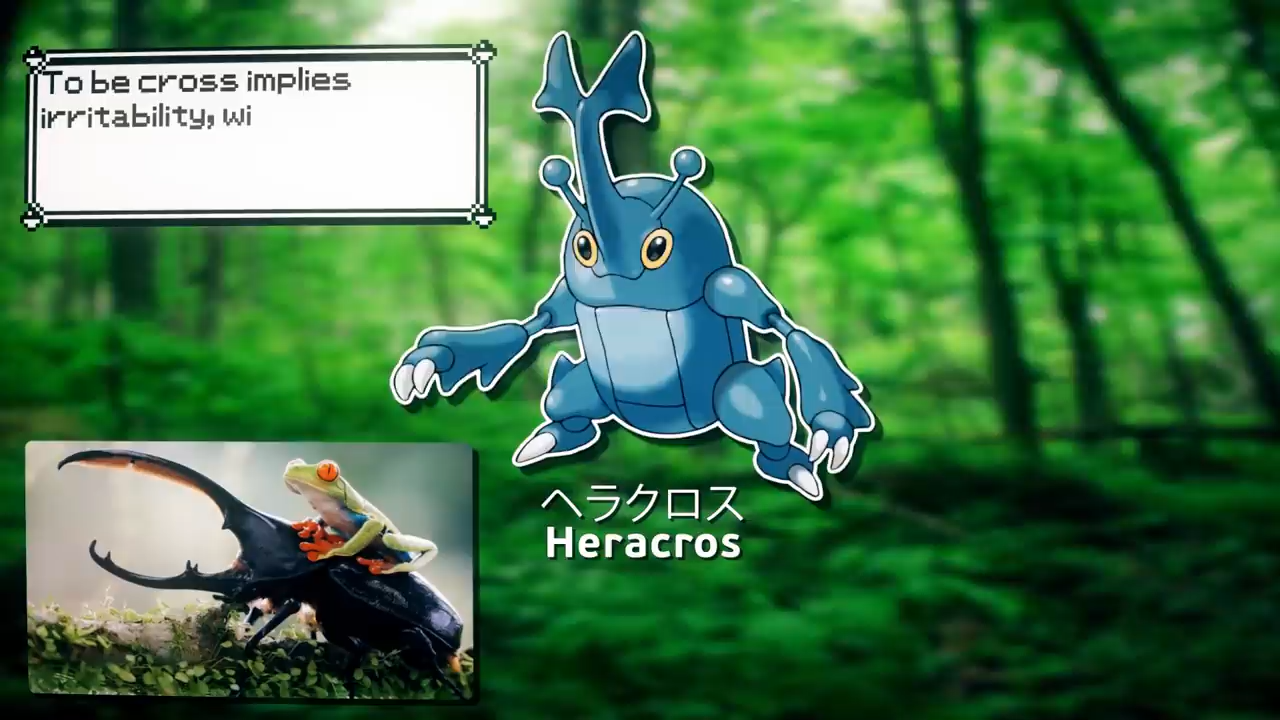 To be cross implies
irritability, wi
ヘラクロス
Heracros